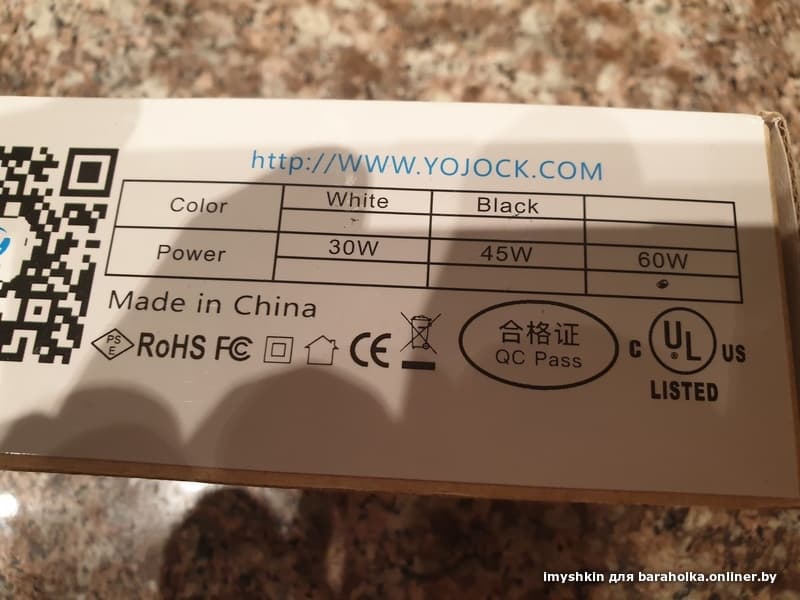 http://WWW.YOJOCK.COM
Color White Black
Power 30W 45W 60W
Made in China
PS
E
RoHS FC CE
合格证
QC Pass
C UL US
®
LISTED
imyshkin для baraholka.onliner.by